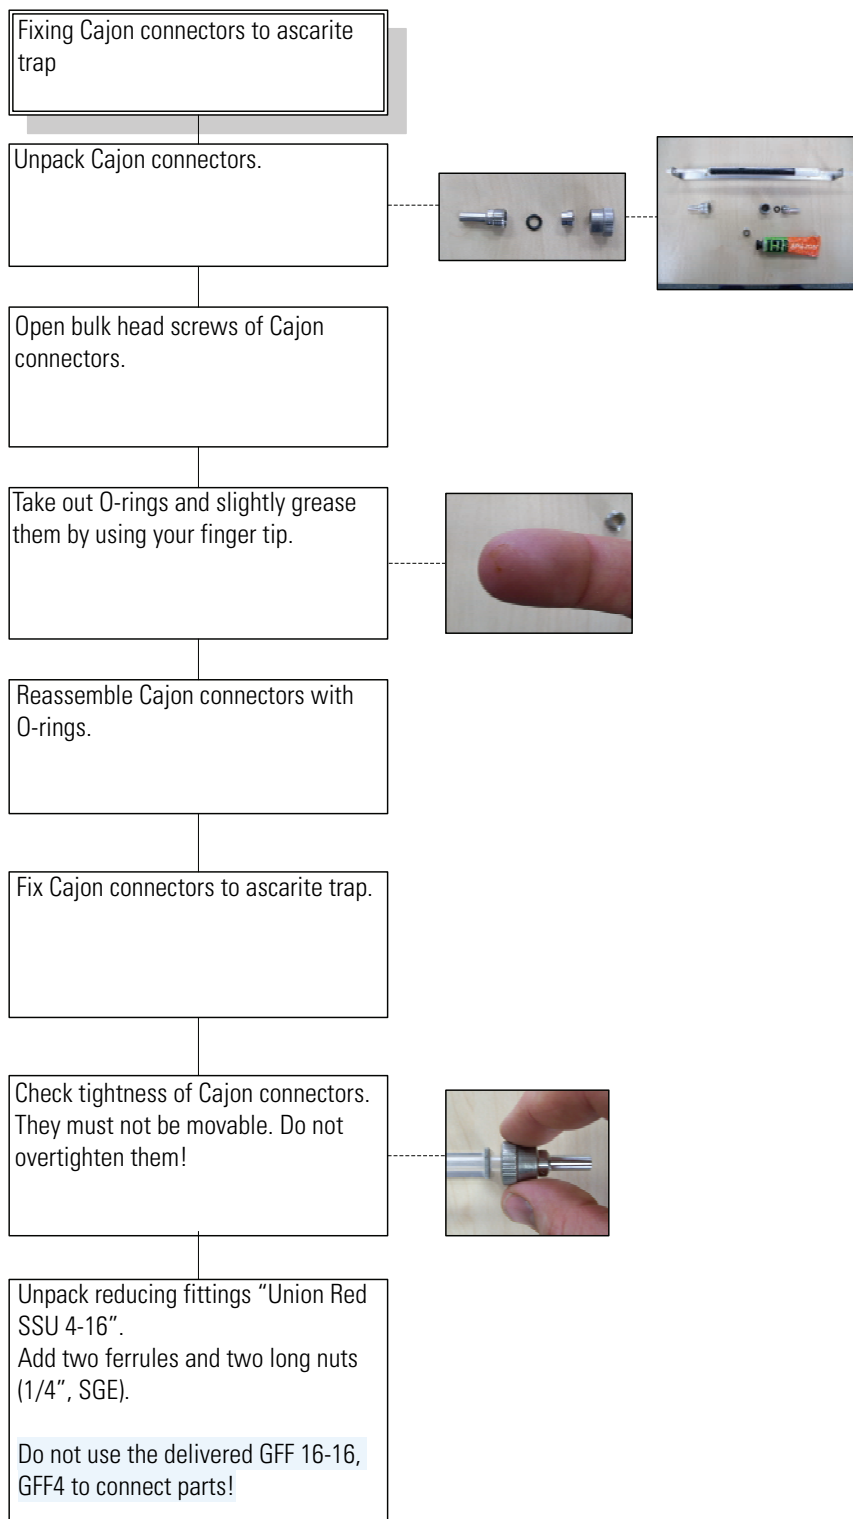 Fixing Cajon connectors to ascarite
trap
Unpack Cajon connectors.
Open bulk head screws of Cajon
connectors.
Take out O-rings and slightly grease
them by using your finger tip.
Reassemble Cajon connectors with
O-rings.
Fix Cajon connectors to ascarite trap.
Check tightness of Cajon connectors.
They must not be movable. Do not
overtighten them!
Unpack reducing fittings “Union Red
SSU 4-16”.
Add two ferrules and two long nuts
(1/4”, SGE).
Do not use the delivered GFF 16-16,
GFF4 to connect parts!